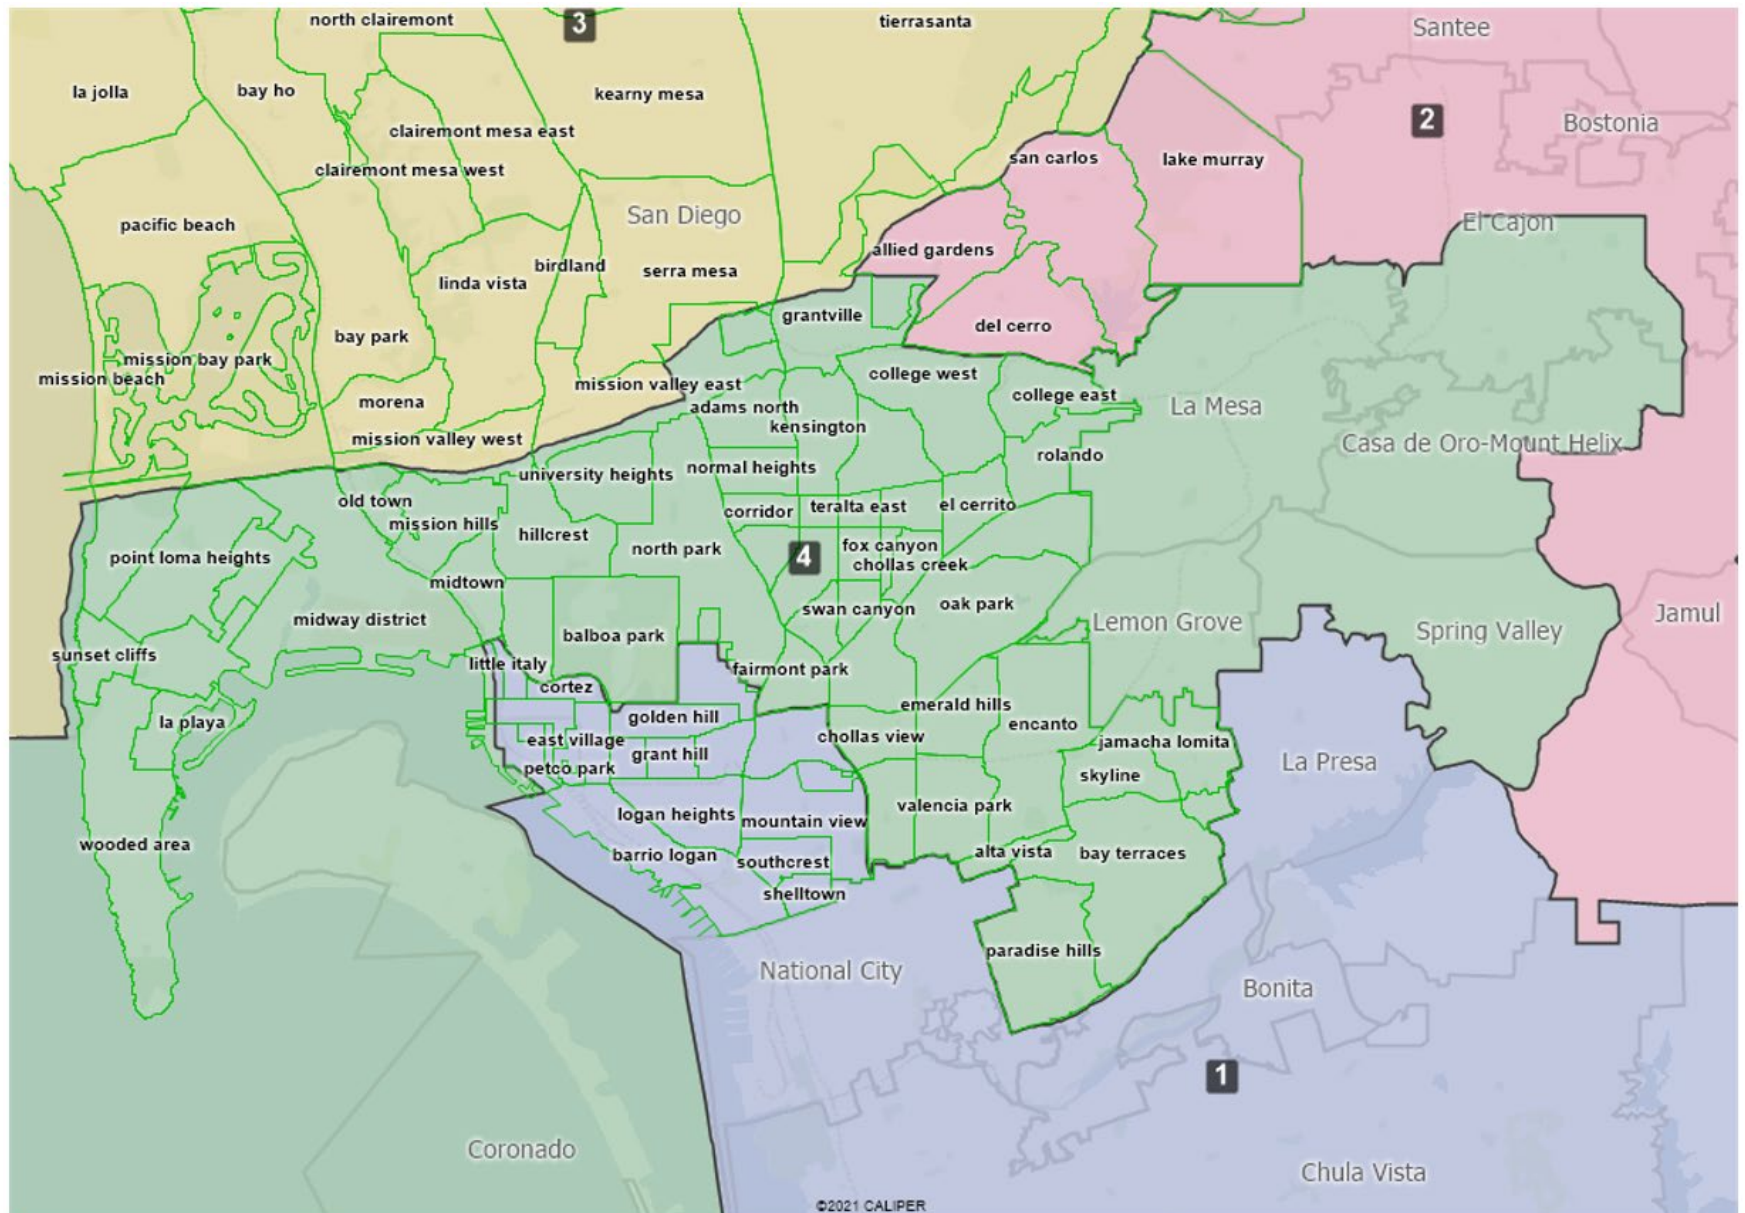 north clairemont
3
tierrasanta
Santee
la jolla
bay ho
kearny mesa
2
Bostonia
clairemont mesa east
san carlos
lake murray
clairemont mesa west
pacific beach
San Diego
El Cajon
allied gardens
birdland
serra mesa
linda vista
grantville
del cerro
bay park
mission bay park
mission beach
mission valley east
college west
college east
morena
adams north
kensington
La Mesa
mission valley west
Casa de Oro-Mount Helix
rolando
university heights
normal heights
old town
corridor
teralta east
el cerrito
mission hills
hillcrest
north park
fox canyon
4
point loma heights
chollas creek
midtown
swan canyon
oak park
midway district
balboa park
Lemon Grove
Spring Valley
Jamul
sunset cliffs
little italy
fairmont park
cortez
la playa
golden hill
emerald hills
encanto
east village
grant hill
chollas view
jamacha lomita
petco park
skyline
La Presa
logan heights
mountain view
valencia park
wooded area
barrio logan
southcrest
alta vista
bay terraces
shelltown
paradise hills
National City
Bonita
1
Coronado
Chula Vista
©2021 CALIPER